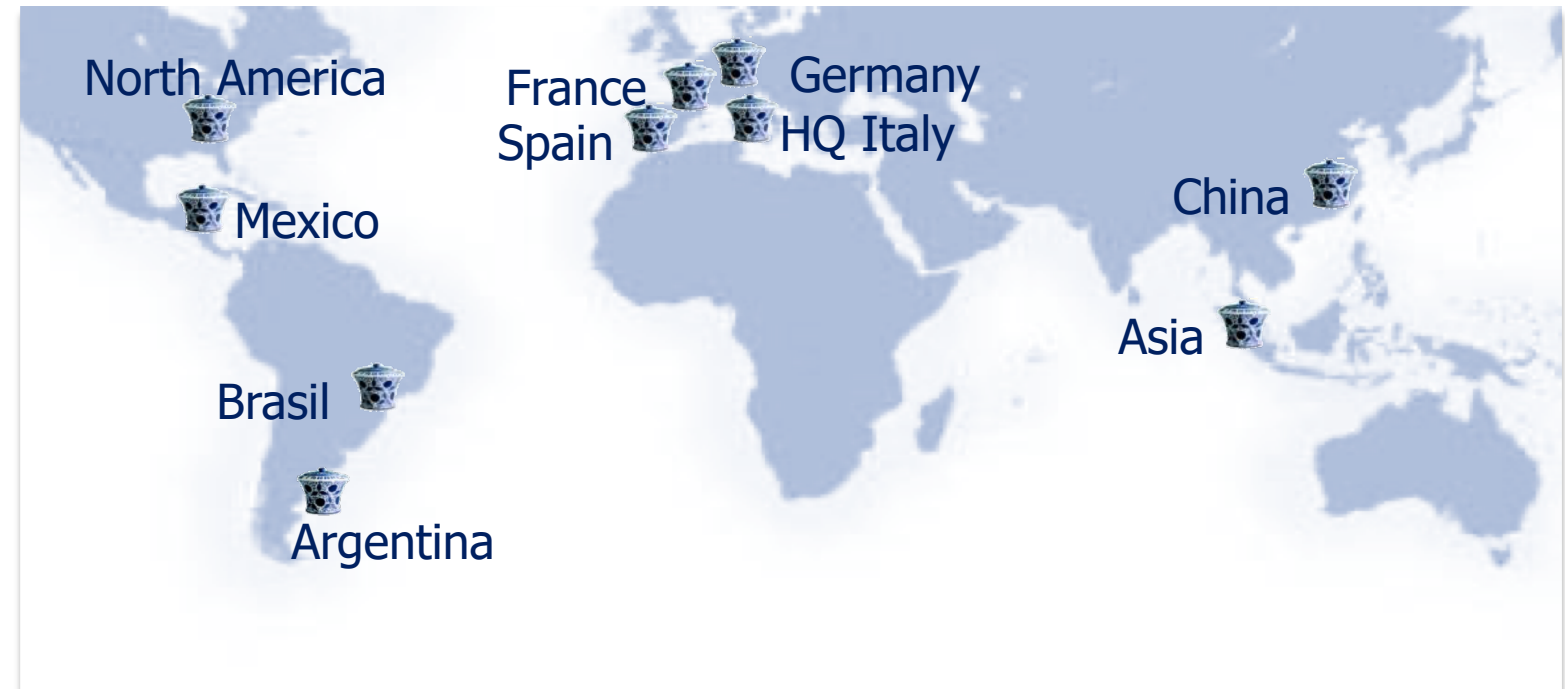 North America
France
Germany
Spain
HQ Italy
China
Mexico
Asia
Brasil
Argentina